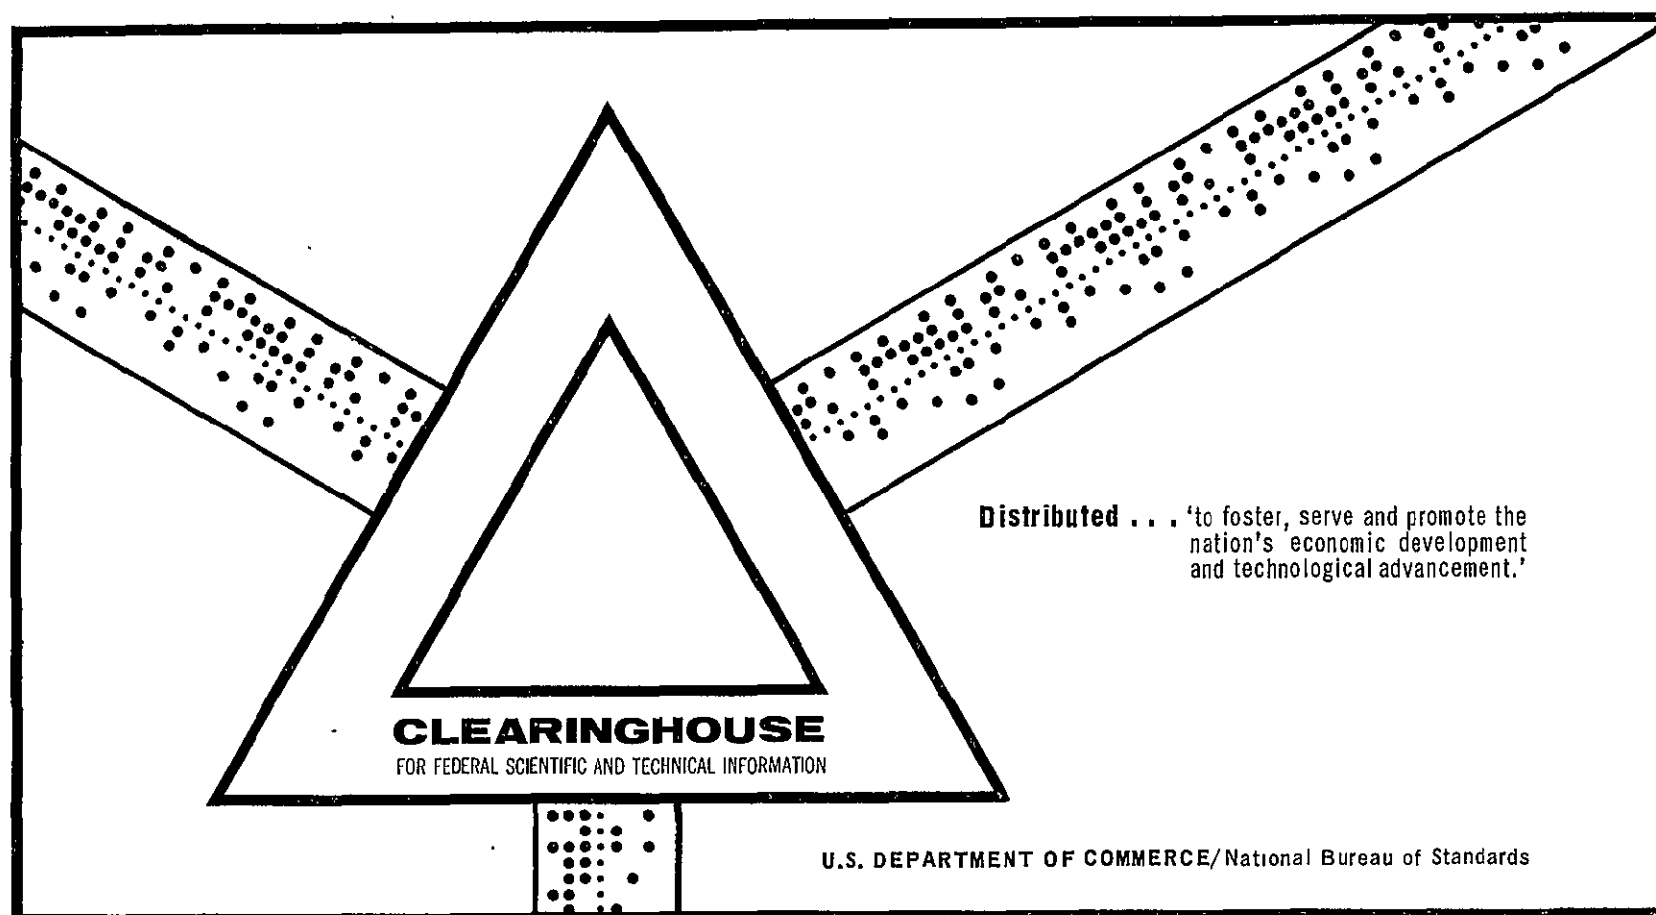 Distributed . . . ‘to foster, serve and promote the
nation's economic development
and technological advancement.’
CLEARINGHOUSE
FOR FEDERAL SCIENTIFIC AND TECHNICAL INFORMATION
U.S. DEPARTMENT OF COMMERCE/National Bureau of Standards